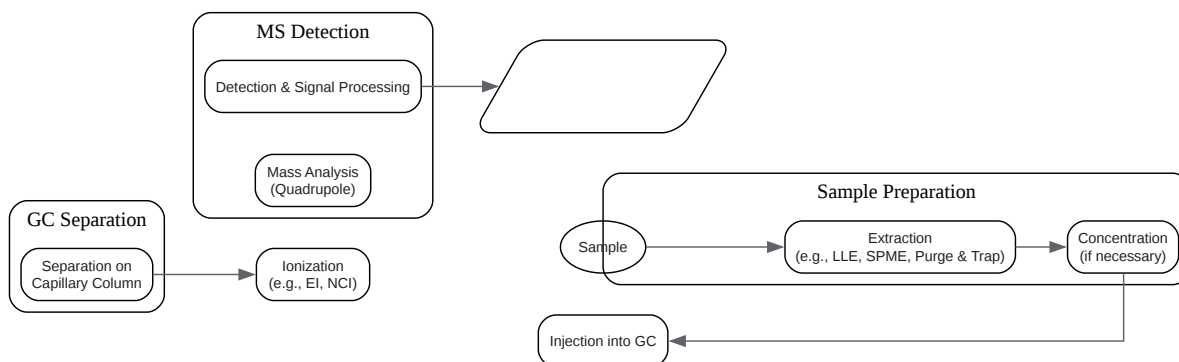 MS Detection
Detection & Signal Processing
Mass Analysis
(Quadrupole)
GC Separation
Separation on
Capillary Column
Ionization
(e.g., EI, NCI)
Sample Preparation
Sample
Extraction
(e.g., LLE, SPME, Purge & Trap)
Concentration
(if necessary)
Injection into GC